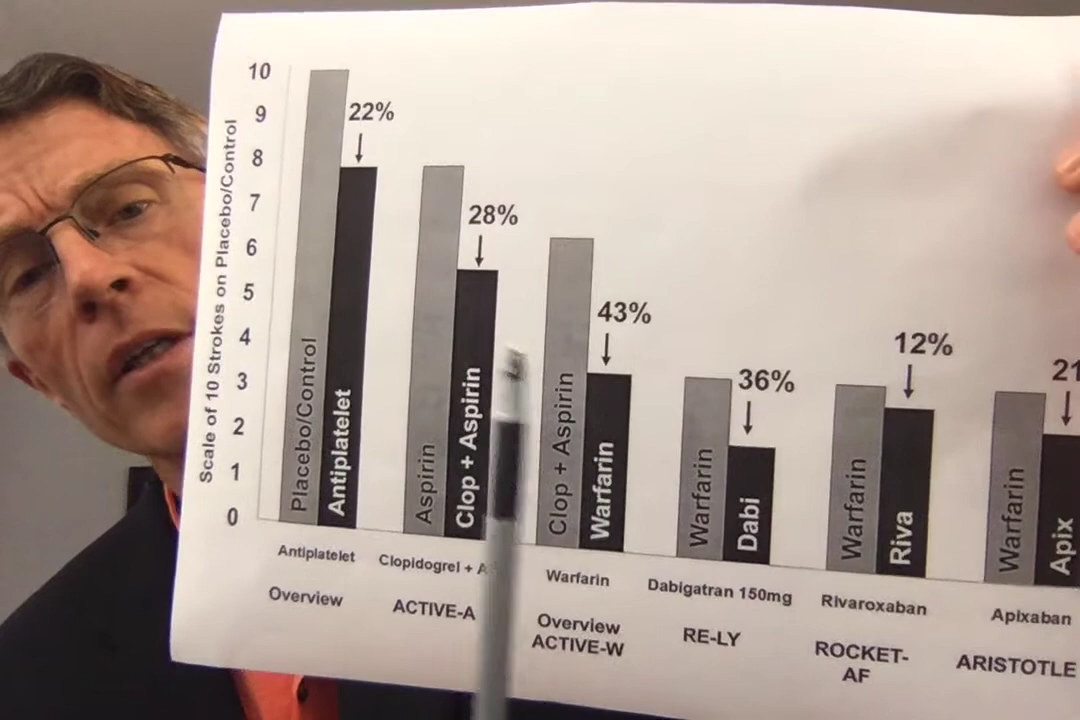 Scale of 10 Strokes on Placebo/Control
10
9
8
7
6
5
4
3
2
1
0
22%
28%
43%
36%
12%
21
Placebo/Control
Antiplatelet
Aspirin
Clop + Aspirin
Clop + Aspirin
Warfarin
Warfarin
Dabi
Warfarin
Riva
Warfarin
Apix
Antiplatelet
Clopidogrel + A
Warfarin
Dabigatran 150mg
Rivaroxaban
Apixaban
Overview
ACTIVE-A
Overview
ACTIVE-W
RE-LY
ROCKET-
AF
ARISTOTLE